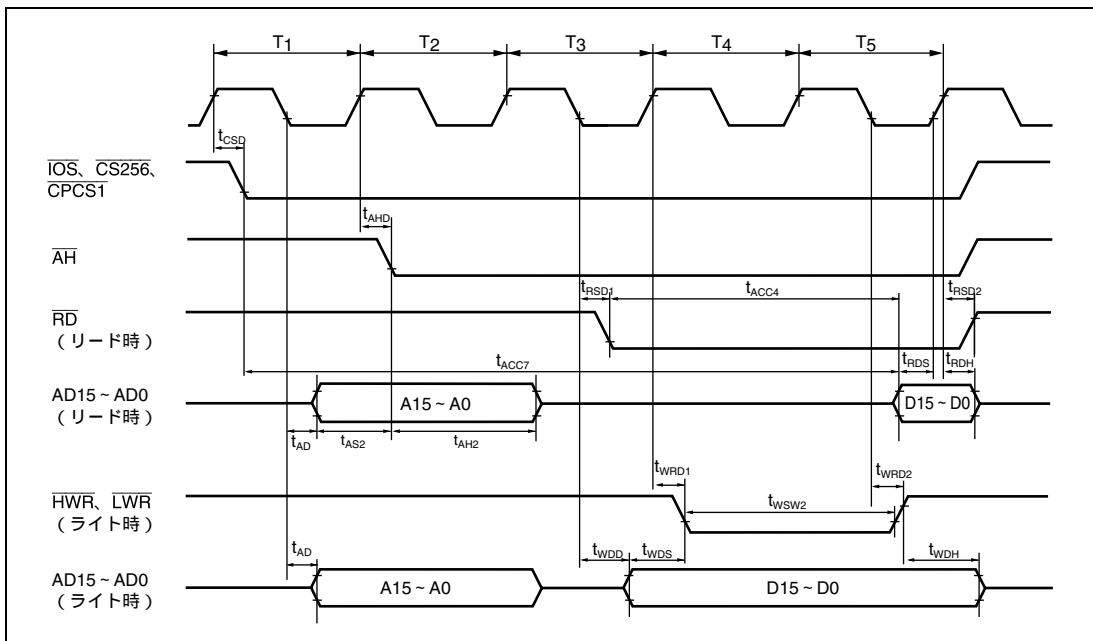 T1 T2 T3 T4 T5
tCSD
IOS、CS256、
CPCS1
tAHD
AH
tRSD1 tACC4 tRSD2
RD
(リード時)
tACC7 tRDS tRDH
AD15~AD0
(リード時)
A15~A0 D15~D0
tAD tAS2 tAH2
tWRD1 tWRD2
HWR、LWR
(ライト時)
tWSW2
tAD tWDD tWDS tWDH
AD15~AD0
(ライト時)
A15~A0 D15~D0